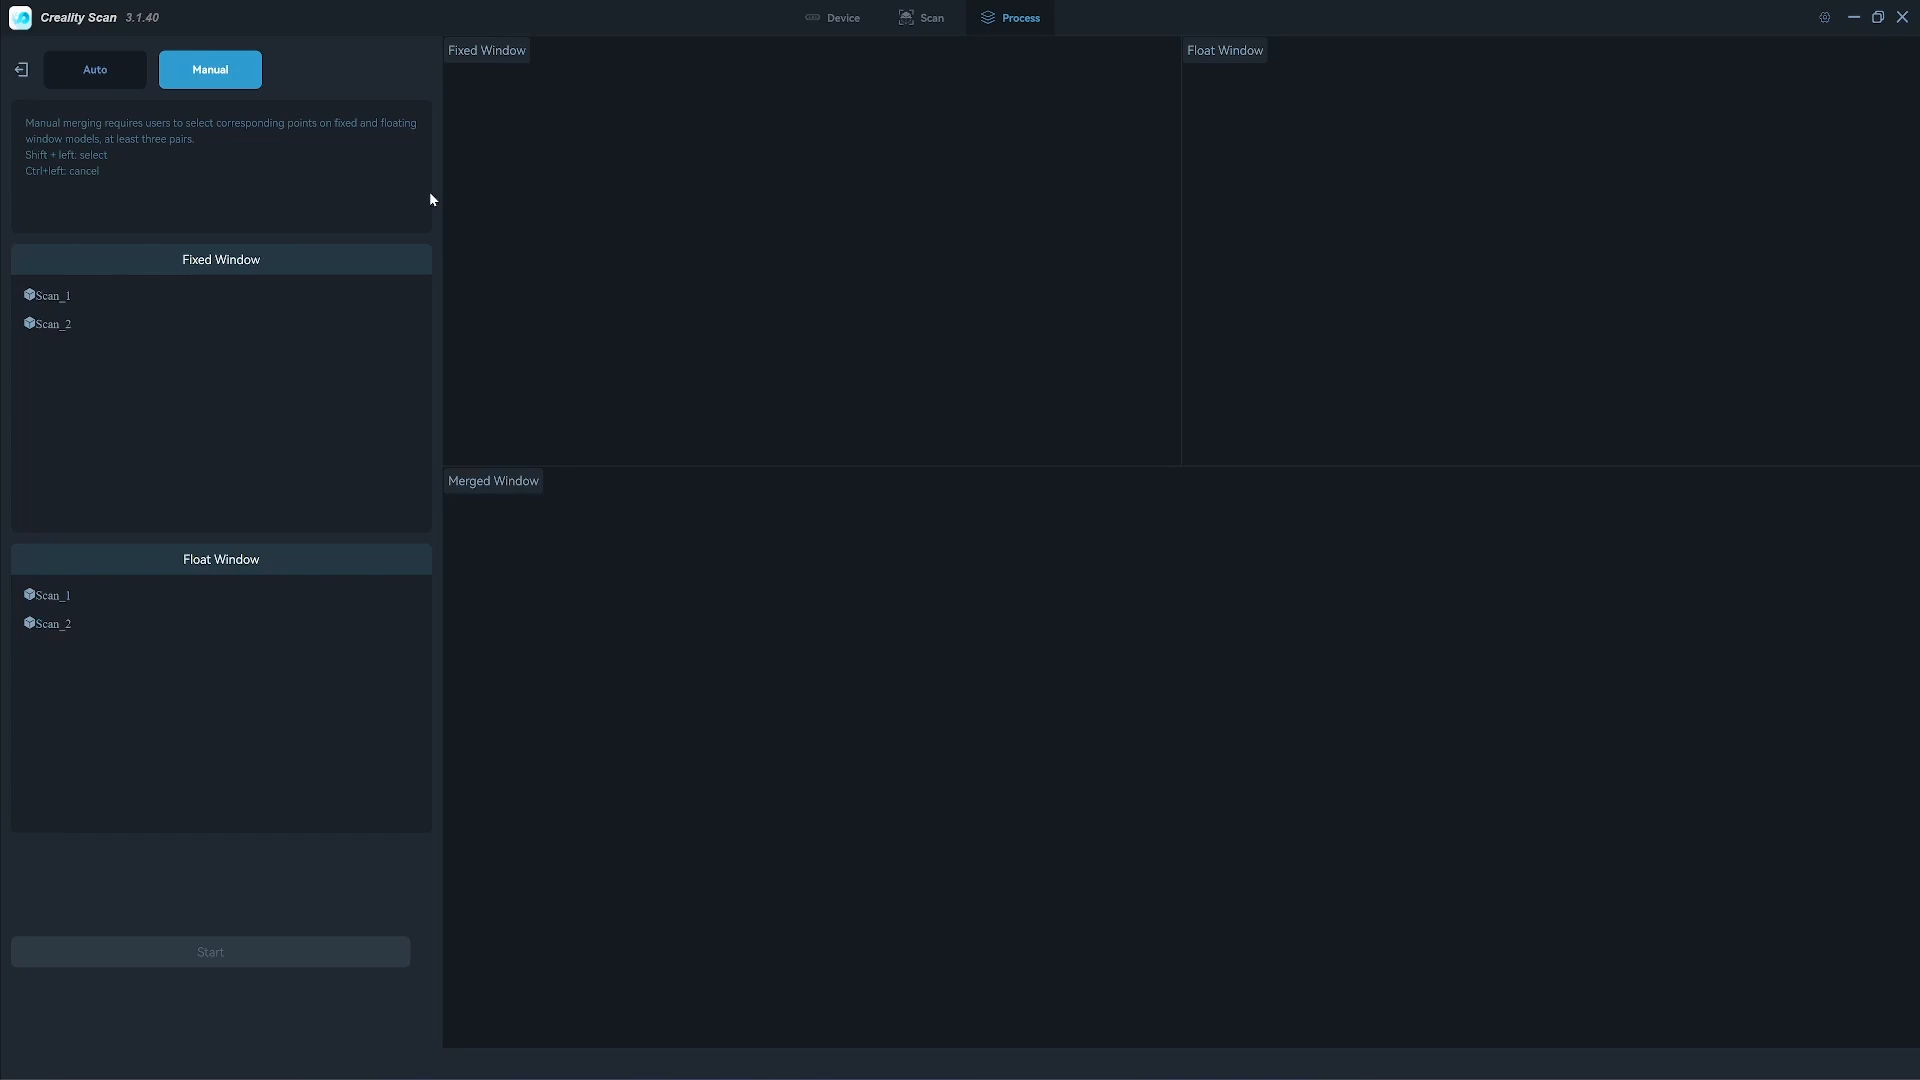 Creality Scan 3.1.40
Device
Scan
Process
Auto
Manual
Manual merging requires users to select corresponding points on fixed and floating
window models, at least three pairs.
Shift + left: select
Ctrl+left: cancel
Fixed Window
Scan_1
Scan_2
Float Window
Scan_1
Scan_2
Start
Fixed Window
Float Window
Merged Window